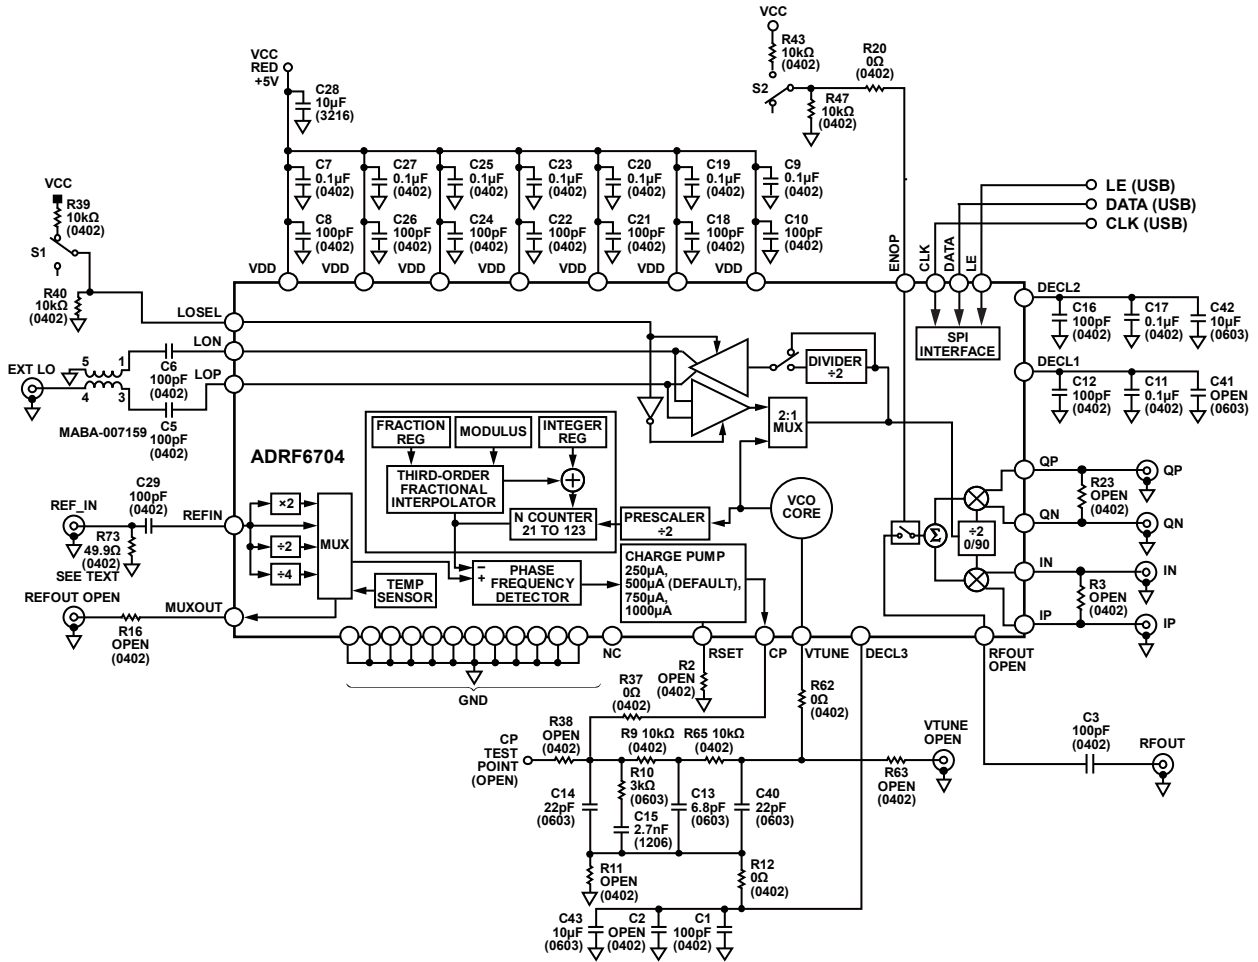 VCC
RED
+5V
C28
10µF
(3216)
VCC
R43
10kΩ
(0402)
S2
R47
10kΩ
(0402)
R20
0Ω
(0402)
C7
0.1µF
(0402)
C27
0.1µF
(0402)
C25
0.1µF
(0402)
C23
0.1µF
(0402)
C20
0.1µF
(0402)
C19
0.1µF
(0402)
C9
0.1µF
(0402)
C8
100pF
(0402)
C26
100pF
(0402)
C24
100pF
(0402)
C22
100pF
(0402)
C21
100pF
(0402)
C18
100pF
(0402)
C10
100pF
(0402)
VDD
VDD
VDD
VDD
VDD
VDD
VDD
ENOP
CLK
DATA
LE
LE (USB)
DATA (USB)
CLK (USB)
VCC
R39
10kΩ
(0402)
S1
R40
10kΩ
(0402)
LOSEL
LON
LOP
EXT LO
5
1
4
3
C6
100pF
(0402)
C5
100pF
(0402)
MABA-007159
SPI
INTERFACE
DIVIDER
÷2
2:1
MUX
DECL2
C16
100pF
(0402)
C17
0.1µF
(0402)
C42
10µF
(0603)
DECL1
C12
100pF
(0402)
C11
0.1µF
(0402)
C41
OPEN
(0603)
ADRF6704
FRACTION
REG
MODULUS
INTEGER
REG
THIRD-ORDER
FRACTIONAL
INTERPOLATOR
+
N COUNTER
21 TO 123
PRESCALER
÷2
VCO
CORE
REF_IN
C29
100pF
(0402)
R73
49.9Ω
(0402)
SEE TEXT
REFIN
×2
÷2
÷4
MUX
TEMP
SENSOR
−
+
PHASE
FREQUENCY
DETECTOR
CHARGE PUMP
250µA,
500µA (DEFAULT),
750µA,
1000µA
Σ
÷2
0/90
QP
QN
IN
IP
R23
OPEN
(0402)
R3
OPEN
(0402)
QP
QN
IN
IP
REFOUT OPEN
R16
OPEN
(0402)
MUXOUT
GND
NC
RSET
CP
VTUNE
DECL3
RFOUT
OPEN
R2
OPEN
(0402)
R37
0Ω
(0402)
R62
0Ω
(0402)
CP
TEST
POINT
(OPEN)
R38
OPEN
(0402)
R9 10kΩ
(0402)
R65 10kΩ
(0402)
R10
3kΩ
(0603)
C14
22pF
(0603)
C15
2.7nF
(1206)
C13
6.8pF
(0603)
C40
22pF
(0603)
R63
OPEN
(0402)
VTUNE
OPEN
C3
100pF
(0402)
RFOUT
R11
OPEN
(0402)
R12
0Ω
(0402)
C43
10µF
(0603)
C2
OPEN
(0402)
C1
100pF
(0402)